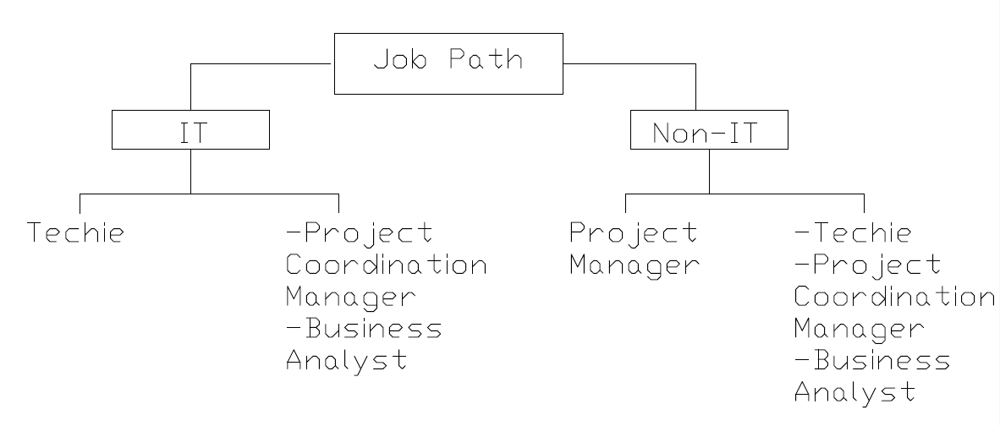 Job Path
IT
Non-IT
Techie
-Project
Coordination
Manager
-Business
Analyst
Project
Manager
-Techie
-Project
Coordination
Manager
-Business
Analyst